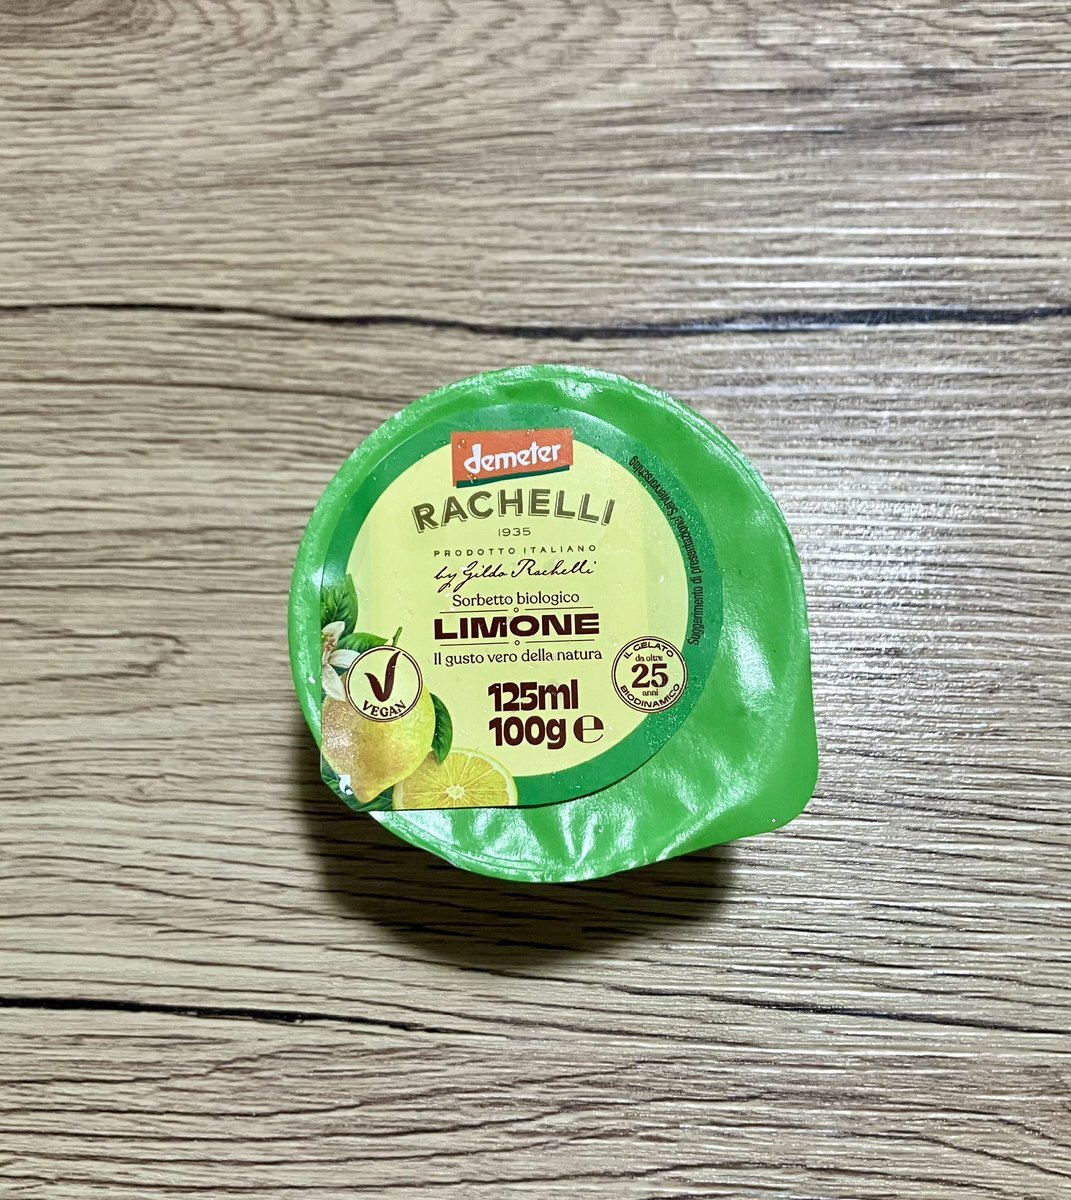 demeter
RACHELLI
1935
PRODOTTO ITALIANO
by Gildo Rachelli
Sorbetto biologico
LIMONE
Il gusto vero della natura
VEGAN
125ml
100g ℮
IL GELATO
da oltre
25
anni
BIODINAMICO
Suggerimento di presentazione/ Serviervorschlag